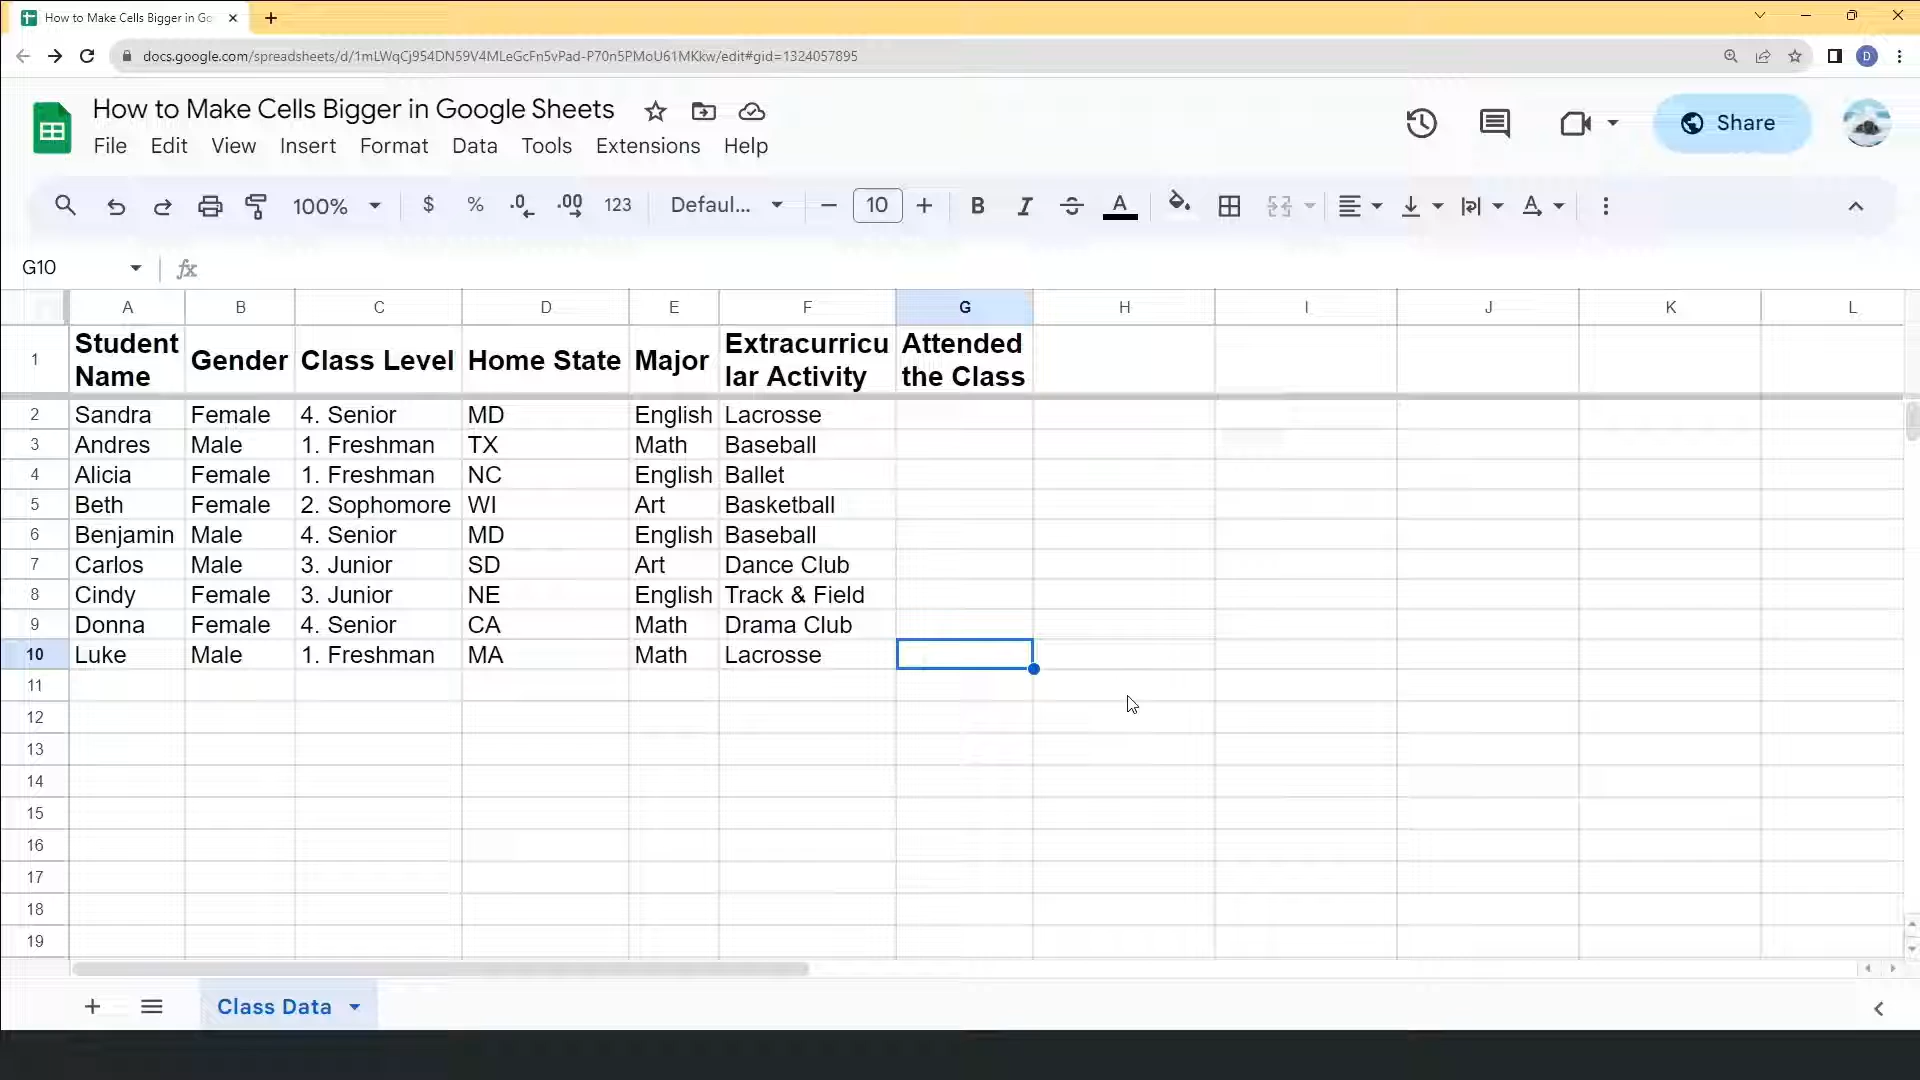 How to Make Cells Bigger in Go
docs.google.com/spreadsheets/d/1mLWqCj954DN59V4MLeGcFn5vPad-P70n5PMoU61MKkw/edit#gid=1324057895
D
How to Make Cells Bigger in Google Sheets
File Edit View Insert Format Data Tools Extensions Help
Share
100% $ % .0 .00 123 Defaul... 10 B I S A A
G10 fx
A B C D E F G H I J K L
1 Student Name Gender Class Level Home State Major Extracurricular Activity Attended the Class
2 Sandra Female 4. Senior MD English Lacrosse
3 Andres Male 1. Freshman TX Math Baseball
4 Alicia Female 1. Freshman NC English Ballet
5 Beth Female 2. Sophomore WI Art Basketball
6 Benjamin Male 4. Senior MD English Baseball
7 Carlos Male 3. Junior SD Art Dance Club
8 Cindy Female 3. Junior NE English Track & Field
9 Donna Female 4. Senior CA Math Drama Club
10 Luke Male 1. Freshman MA Math Lacrosse
11
12
13
14
15
16
17
18
19
Class Data